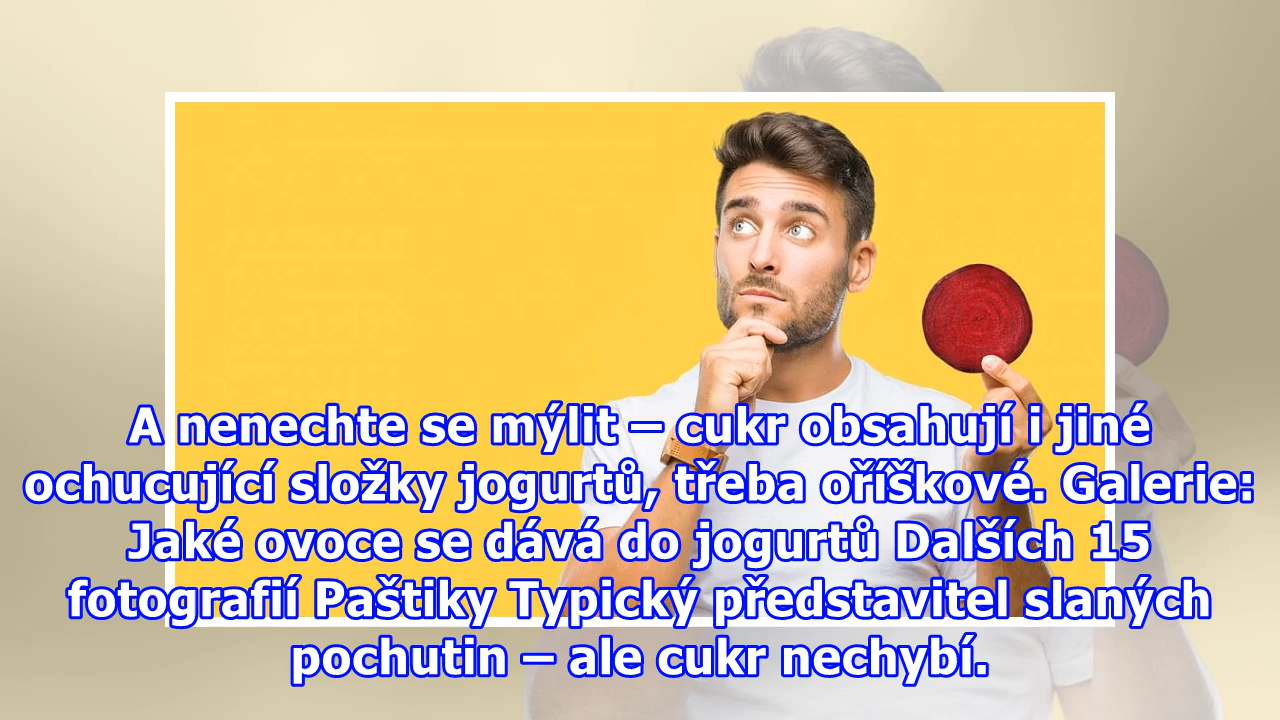 A nenechte se mýlit – cukr obsahují i jiné
ochucující složky jogurtů, třeba oříškové. Galerie:
Jaké ovoce se dává do jogurtů Dalších 15
fotografií Paštiky Typický představitel slaných
pochutin – ale cukr nechybí.